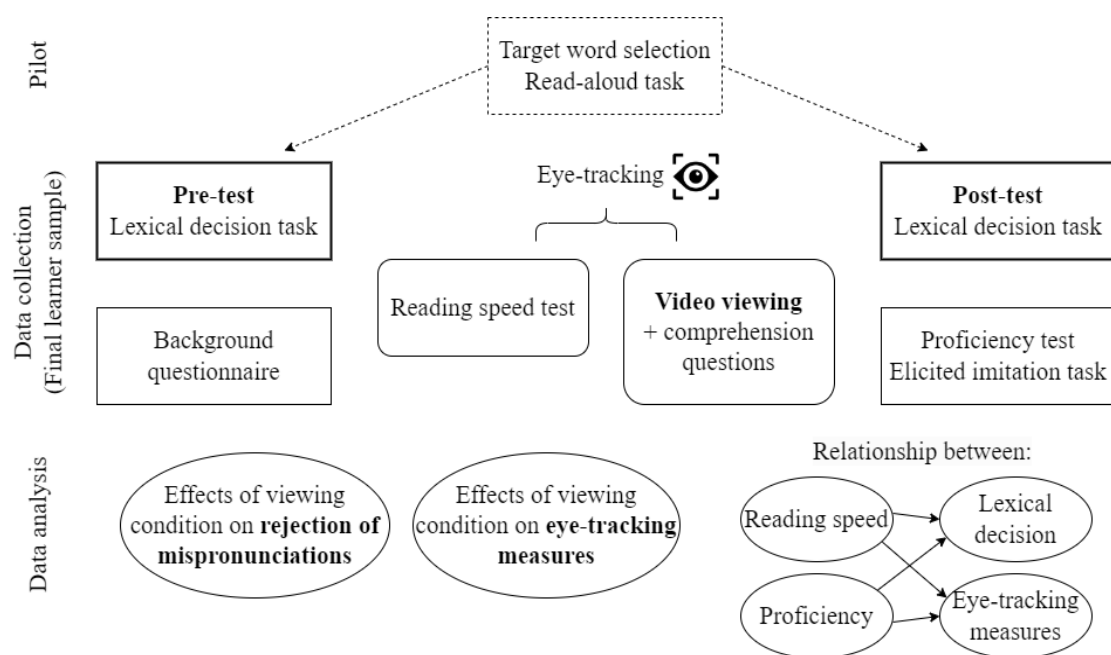 Pilot
Target word selection
Read-aloud task
Data collection
(Final learner sample)
Pre-test
Lexical decision task
Eye-tracking
Post-test
Lexical decision task
Reading speed test
Video viewing
+ comprehension
questions
Background
questionnaire
Proficiency test
Elicited imitation task
Data analysis
Effects of viewing
condition on rejection of
mispronunciations
Effects of viewing
condition on eye-tracking
measures
Relationship between:
Reading speed
Lexical
decision
Proficiency
Eye-tracking
measures